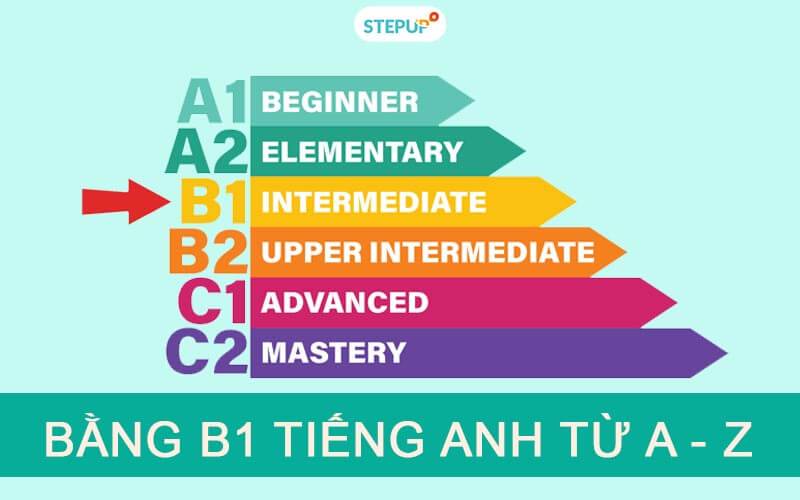 STEPUP
A1 BEGINNER
A2 ELEMENTARY
B1 INTERMEDIATE
B2 UPPER INTERMEDIATE
C1 ADVANCED
C2 MASTERY
BẰNG B1 TIẾNG ANH TỪ A - Z